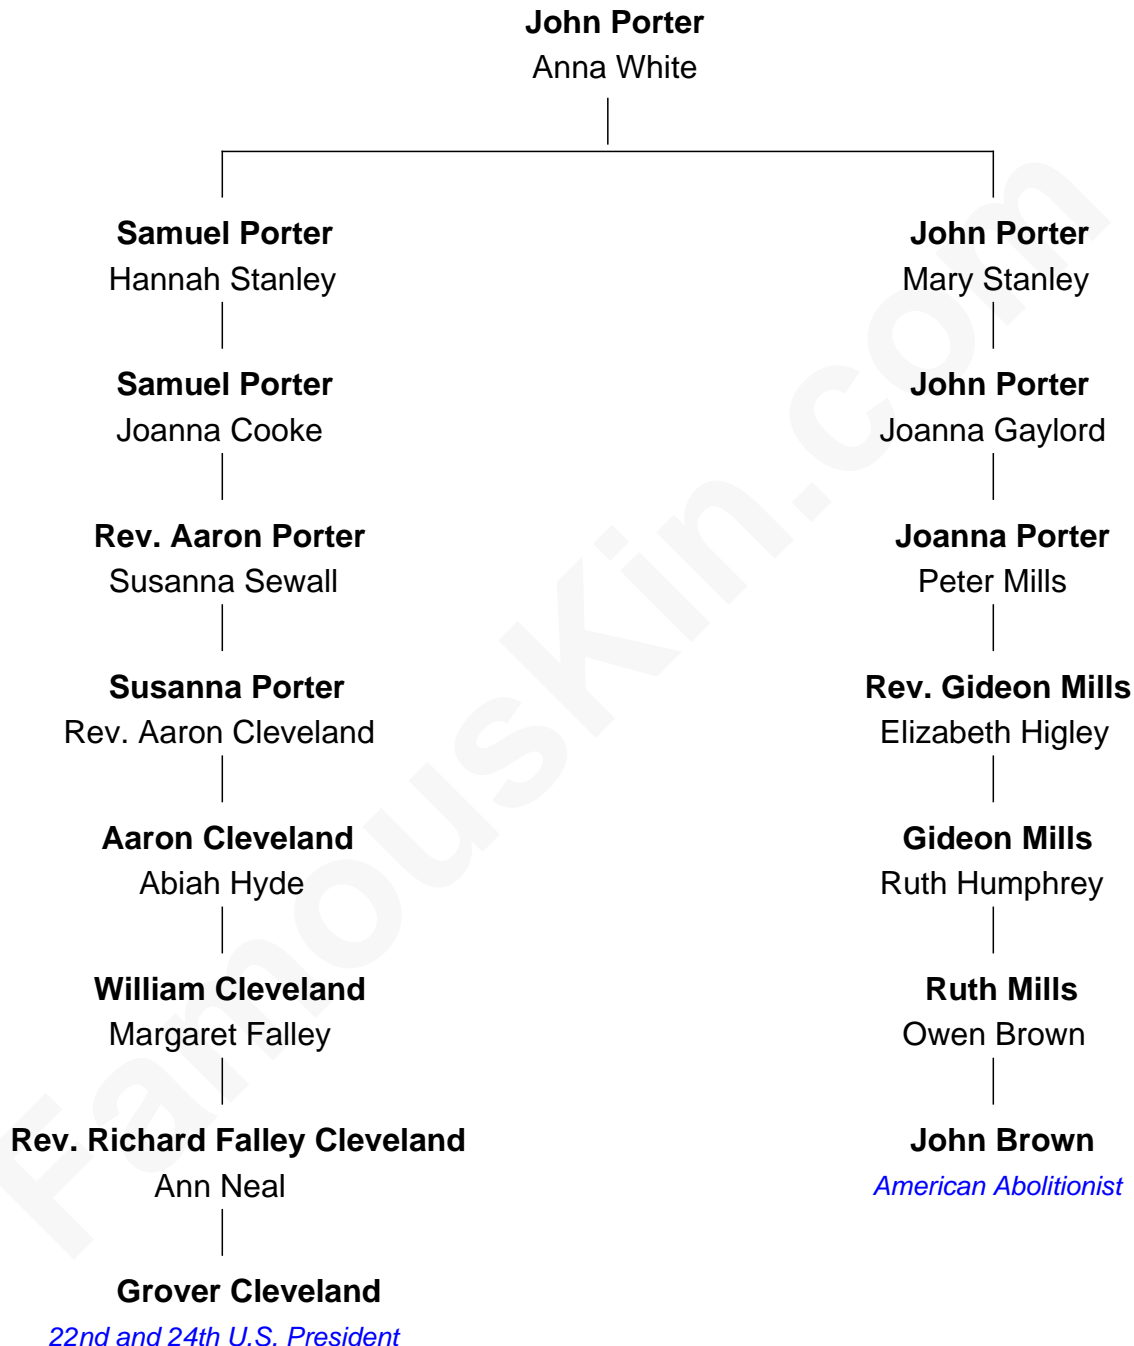 John Porter
Anna White
Samuel Porter
Hannah Stanley
John Porter
Mary Stanley
Samuel Porter
Joanna Cooke
John Porter
Joanna Gaylord
Rev. Aaron Porter
Susanna Sewall
Joanna Porter
Peter Mills
Susanna Porter
Rev. Aaron Cleveland
Rev. Gideon Mills
Elizabeth Higley
Aaron Cleveland
Abiah Hyde
Gideon Mills
Ruth Humphrey
William Cleveland
Margaret Falley
Ruth Mills
Owen Brown
Rev. Richard Falley Cleveland
Ann Neal
John Brown
American Abolitionist
Grover Cleveland
22nd and 24th U.S. President
FamousKin.com